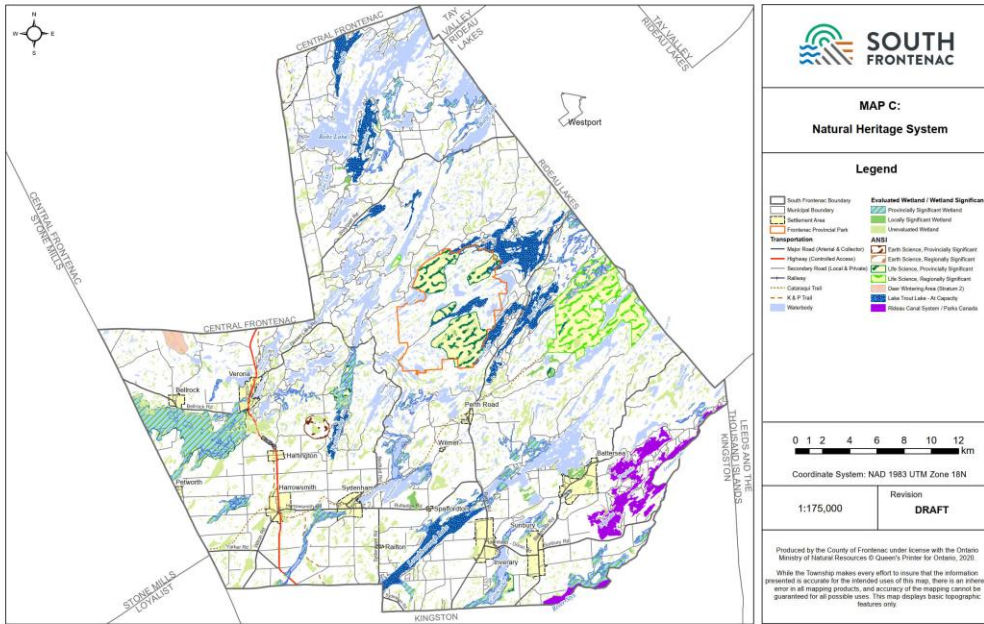 SOUTH
FRONTENAC
MAP C:
Natural Heritage System
Legend
South Frontenac Boundary
Municipal Boundary
Settlement Area
Frontenac Provincial Park
Transportation
Major Road (Arterial & Collector)
Highway (Controlled Access)
Secondary Road (Local & Private)
Railway
Cataraqui Trail
K & P Trail
Waterbody
Evaluated Wetland / Wetland Significan
Provincially Significant Wetland
Locally Significant Wetland
Unevaluated Wetland
ANSI
Earth Science, Provincially Significant
Earth Science, Regionally Significant
Life Science, Provincially Significant
Life Science, Regionally Significant
Deer Wintering Area (Stratum 2)
Lake Trout Lake - At Capacity
Rideau Canal System / Perks Canada
0 1 2 4 6 8 10 12
km
Coordinate System: NAD 1983 UTM Zone 18N
1:175,000
Revision
DRAFT
Produced by the County of Frontenac under license with the Ontario
Ministry of Natural Resources © Queen's Printer for Ontario, 2020.
While the Township makes every effort to insure that the information
presented is accurate for the intended uses of this map, there is an inhere
error in all mapping products, and accuracy of the mapping cannot be
guaranteed for all possible uses. This map displays basic topographic
features only.
N
W
E
S
CENTRAL FRONTENAC
TAY VALLEY
RIDEAU LAKES
TAY VALLEY
RIDEAU LAKES
Westport
Bobs Lake
RIDEAU LAKES
CENTRAL FRONTENAC
STONE MILLS
CENTRAL FRONTENAC
Verona
Bellrock
Bellrock Rd
Perth Road
Wilmer
Hartington
Petworth
Harrowsmith
Sydenham
Battersea
Rutledge Rd
Spaffordton
Sunbury
Railton
Inverary
Yarker Rd
LEEDS AND THE
THOUSAND ISLANDS
KINGSTON
STONE MILLS
LOYALIST
KINGSTON